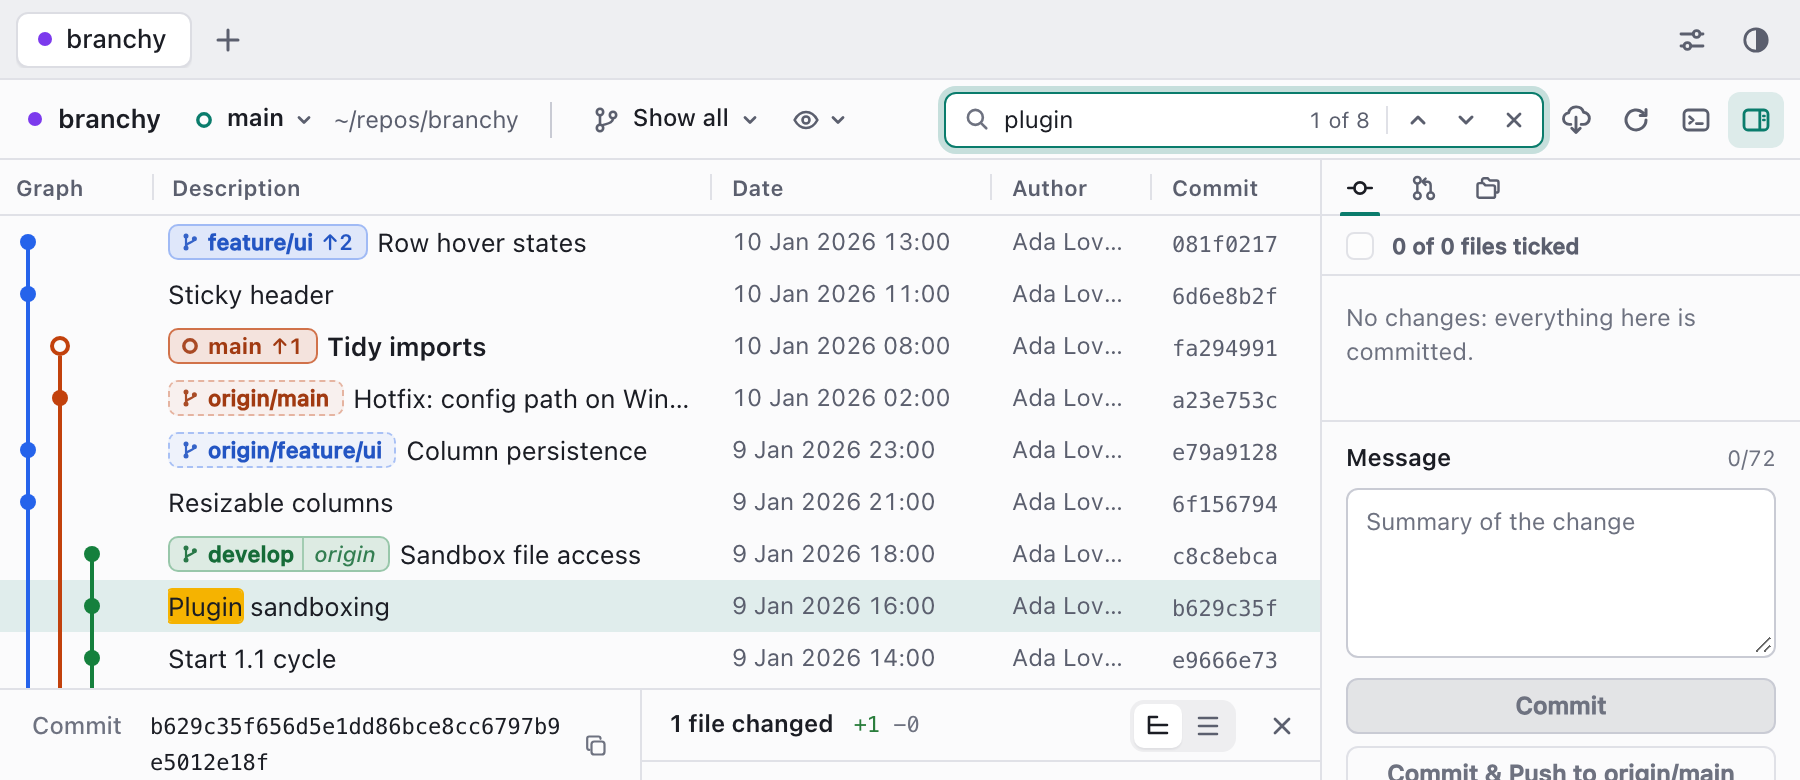 branchy
branchy main ~/repos/branchy Show all plugin 1 of 8
Graph Description Date Author Commit
feature/ui ↑2 Row hover states 10 Jan 2026 13:00 Ada Lov... 081f0217
Sticky header 10 Jan 2026 11:00 Ada Lov... 6d6e8b2f
main ↑1 Tidy imports 10 Jan 2026 08:00 Ada Lov... fa294991
origin/main Hotfix: config path on Win... 10 Jan 2026 02:00 Ada Lov... a23e753c
origin/feature/ui Column persistence 9 Jan 2026 23:00 Ada Lov... e79a9128
Resizable columns 9 Jan 2026 21:00 Ada Lov... 6f156794
develop origin Sandbox file access 9 Jan 2026 18:00 Ada Lov... c8c8ebca
Plugin sandboxing 9 Jan 2026 16:00 Ada Lov... b629c35f
Start 1.1 cycle 9 Jan 2026 14:00 Ada Lov... e9666e73
Commit b629c35f656d5e1dd86bce8cc6797b9
e5012e18f
1 file changed +1 −0
0 of 0 files ticked
No changes: everything here is
committed.
Message 0/72
Summary of the change
Commit
Commit & Push to origin/main